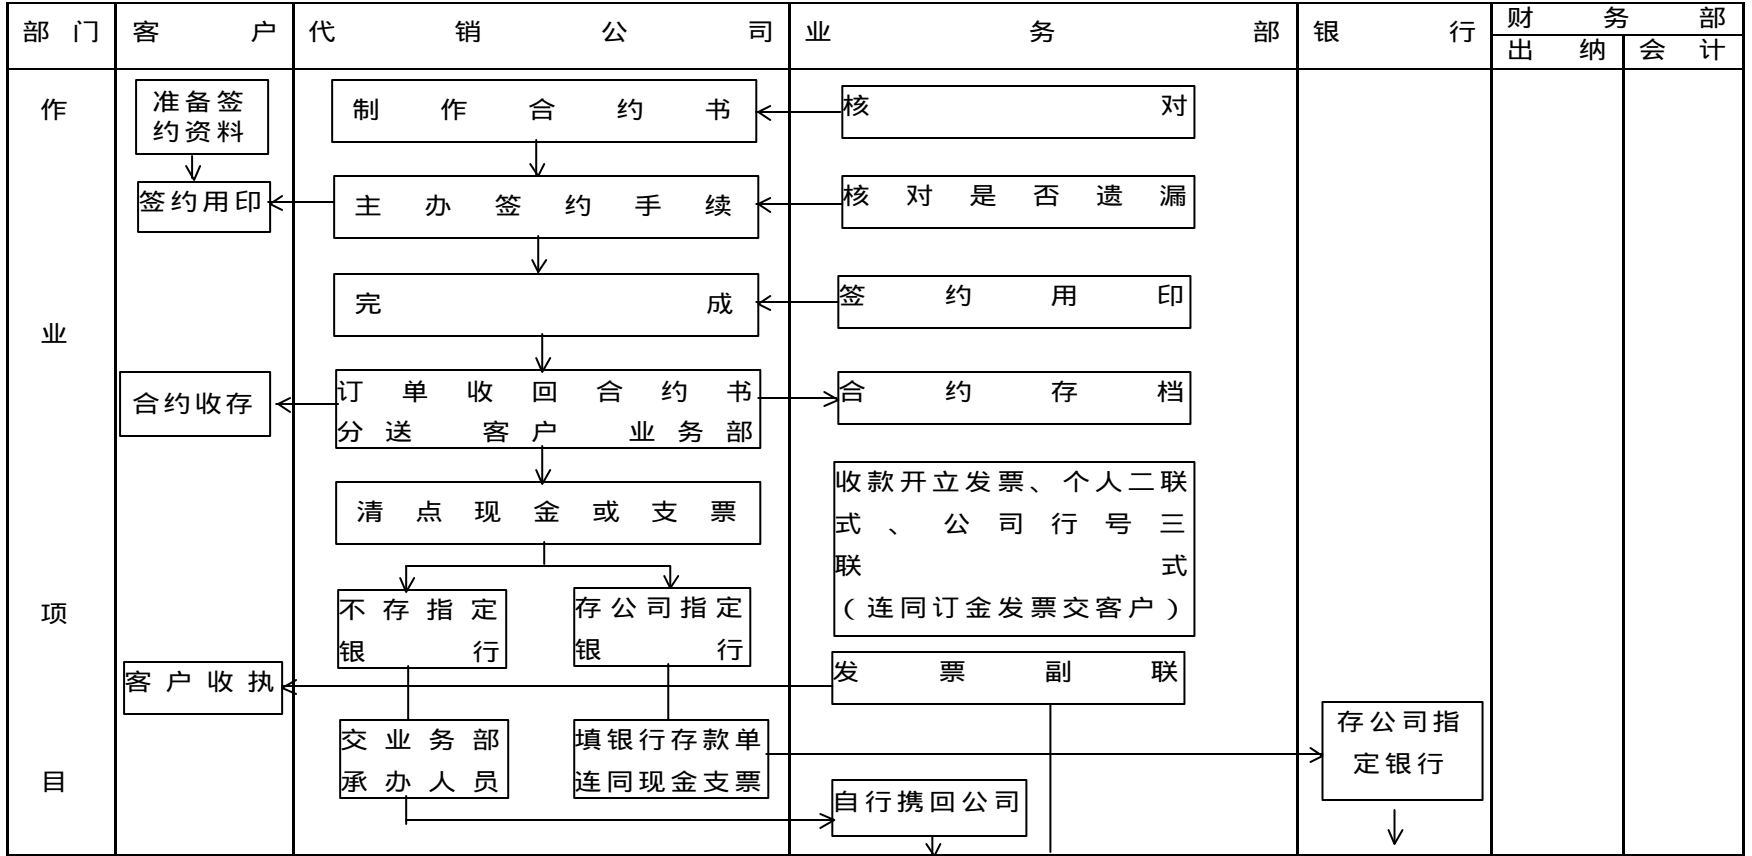 部门 客户 代销公司 业务部 银行 财务部
出纳 会计
作业项目
准备签
约资料
制作合约书
核对
签约用印
主办签约手续
核对是否遗漏
完成
签约用印
合约收存
订单收回合约书
分送 客户 业务部
合约存档
清点现金或支票
收款开立发票、个人二联
式、公司行号三
联式
（连同订金发票交客户）
不存指定
银行
存公司指定
银行
客户收执
发票副联
交业务部
承办人员
填银行存款单
连同现金支票
存公司指
定银行
自行携回公司